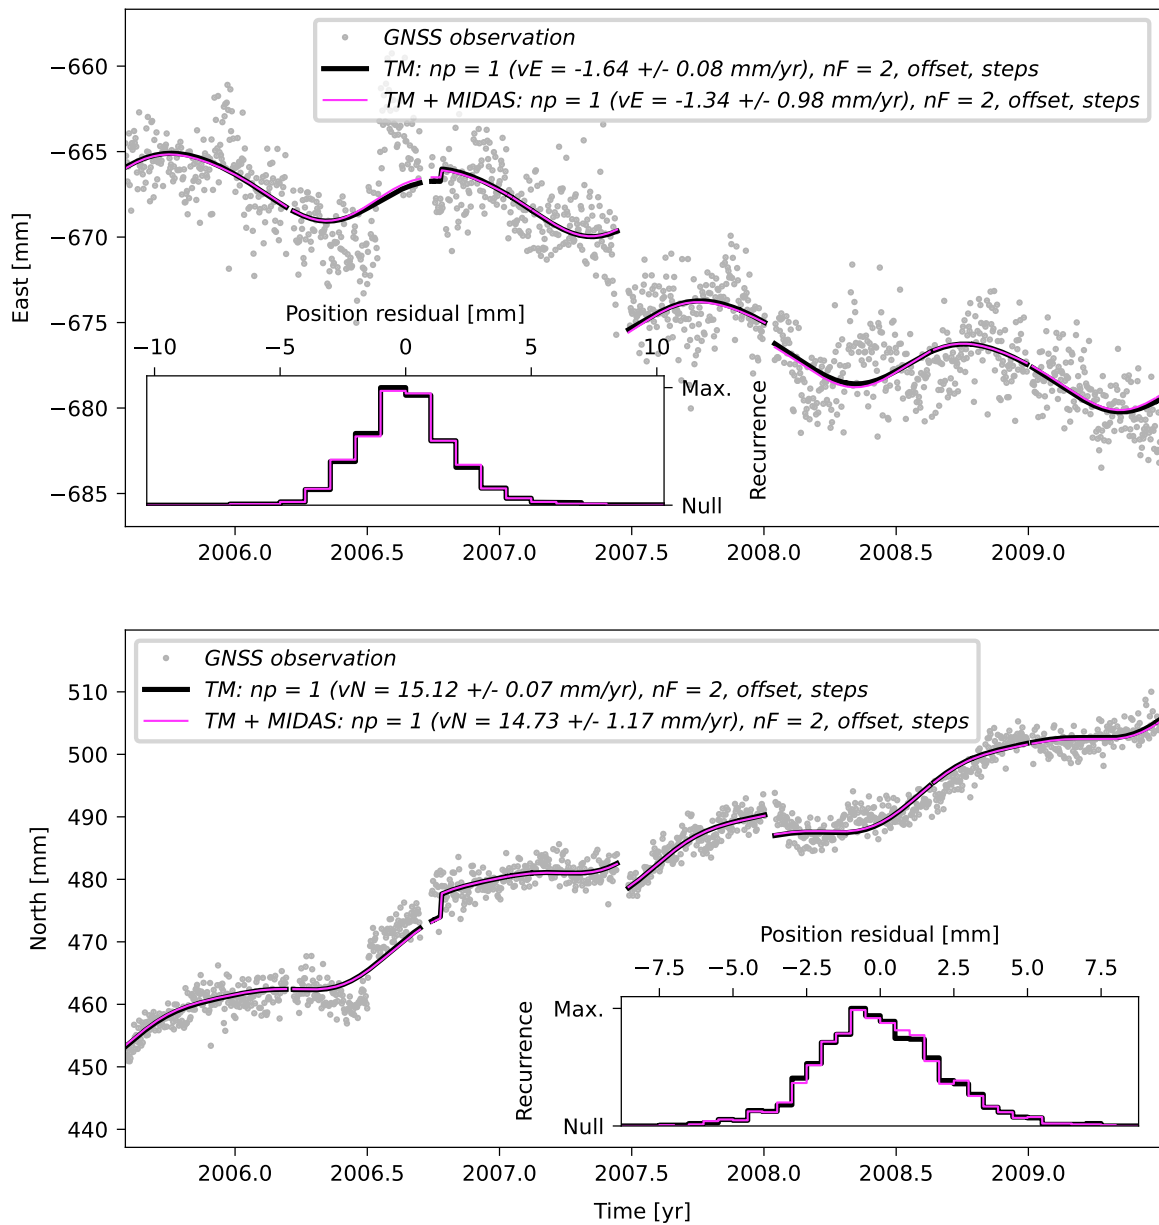 GNSS observation
TM: np = 1 (vE = -1.64 +/- 0.08 mm/yr), nF = 2, offset, steps
TM + MIDAS: np = 1 (vE = -1.34 +/- 0.98 mm/yr), nF = 2, offset, steps
−660
−665
−670
−675
−680
−685
East [mm]
Position residual [mm]
−10 −5 0 5 10
Max.
Null
Recurrence
2006.0 2006.5 2007.0 2007.5 2008.0 2008.5 2009.0
GNSS observation
TM: np = 1 (vN = 15.12 +/- 0.07 mm/yr), nF = 2, offset, steps
TM + MIDAS: np = 1 (vN = 14.73 +/- 1.17 mm/yr), nF = 2, offset, steps
510
500
490
480
470
460
450
440
North [mm]
Position residual [mm]
−7.5 −5.0 −2.5 0.0 2.5 5.0 7.5
Max.
Null
Recurrence
2006.0 2006.5 2007.0 2007.5 2008.0 2008.5 2009.0
Time [yr]